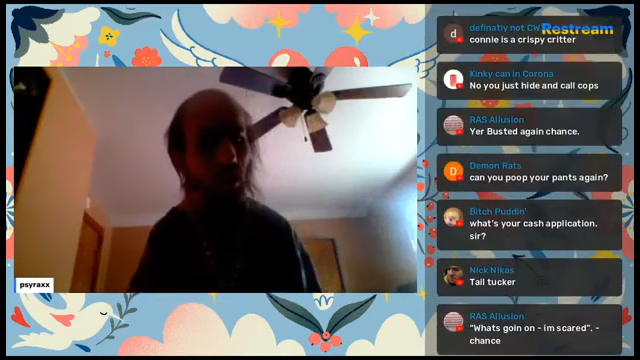 Restream
definatiy not CW
connie is a crispy critter
Kinky can in Corona
No you just hide and call cops
RAS Allusion
Yer Busted again chance.
D
Demon Rats
can you poop your pants again?
Bitch Puddin'
what's your cash application.
sir?
Nick Nikas
Tail tucker
RAS Allusion
"Whats goin on - im scared". -
chance
psyraxx